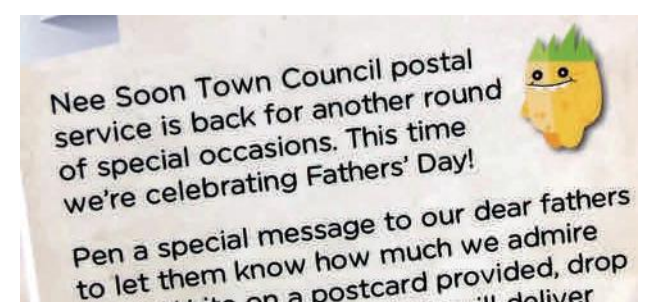 Nee Soon Town Council postal
service is back for another round
of special occasions. This time
we're celebrating Fathers' Day!
Pen a special message to our dear fathers
to let them know how much we admire
on a postcard provided, drop
will deliver